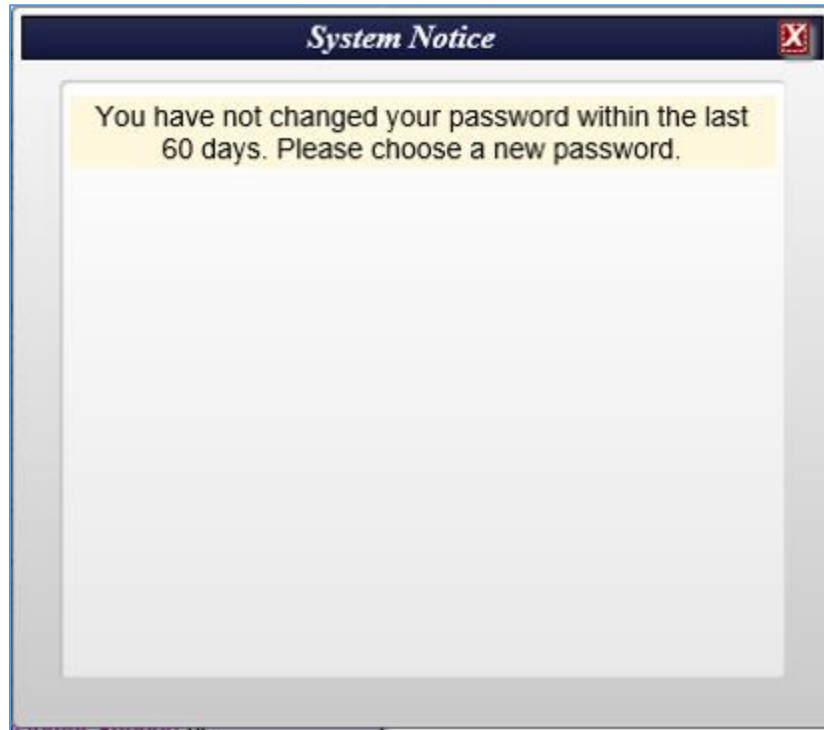 System Notice
X
You have not changed your password within the last
60 days. Please choose a new password.